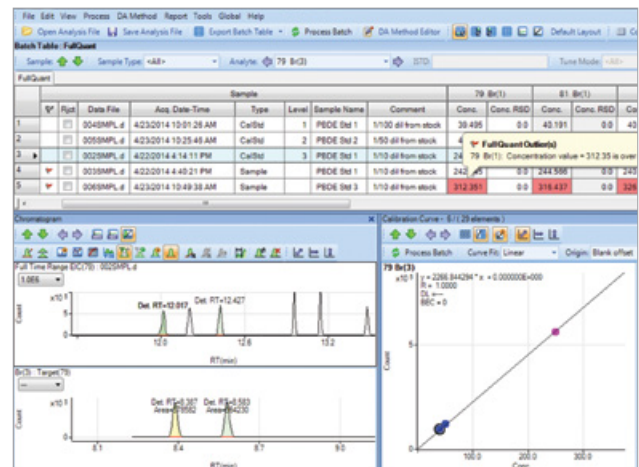 File Edit View Process DA Method Report Tools Global Help
Open Analysis File Save Analysis File Export Batch Table Process Batch DA Method Editor Default Layout
Batch Table : FullQuant
Sample: Sample Type: <All> Analyte: 79 Br(3) ISTD: Tune Mode: <All>
FullQuant
Sample 79 Br(1) 81 Br(1)
Rjct Data File Acq. Date-Time Type Level Sample Name Comment Conc. Conc. RSD Conc. Conc. RSD
1 004SMPL.d 4/23/2014 10:01:26 AM CalStd 1 PBDE Std 1 1/100 dil from stock 39.495 0.0 40.191 0.0
2 005SMPL.d 4/23/2014 10:25:46 AM CalStd 2 PBDE Std 2 1/50 dil from stock
3 002SMPL.d 4/22/2014 4:14:11 PM CalStd 3 PBDE Std 1 1/10 dil from stock
4 003SMPL.d 4/22/2014 4:40:21 PM Sample PBDE Std 1 1/10 dil from stock 0.0 244.566 0.0
5 006SMPL.d 4/23/2014 10:49:38 AM Sample PBDE Std 3 1/10 dil from stock 312.351 0.0 316.437 0.0
FullQuant Outlier(s)
79 Br(1): Concentration value = 312.35 is over
Chromatogram
Full Time Range EIC(79) : 002SMPL.d
1.0E6
Count
Det. RT=12.017 Det. RT=12.427
5-
0
12.0 12.6 13.2
RT(min)
Br(3) Target(79)
Count
Det. RT=8.387 Det. RT=8.583
0
8.1 8.4 8.7 9.0
RT(min)
Calibration Curve - 5 / ( 29 elements )
Process Batch Curve Fit: Linear Origin: Blank offset
79 Br(3)
y = 2266.844294 * x + 0.000000E+000
R = 1.0000
DL = ---
BEC = 0
Count
5-
0
100.0 200.0 300.0
Conc.